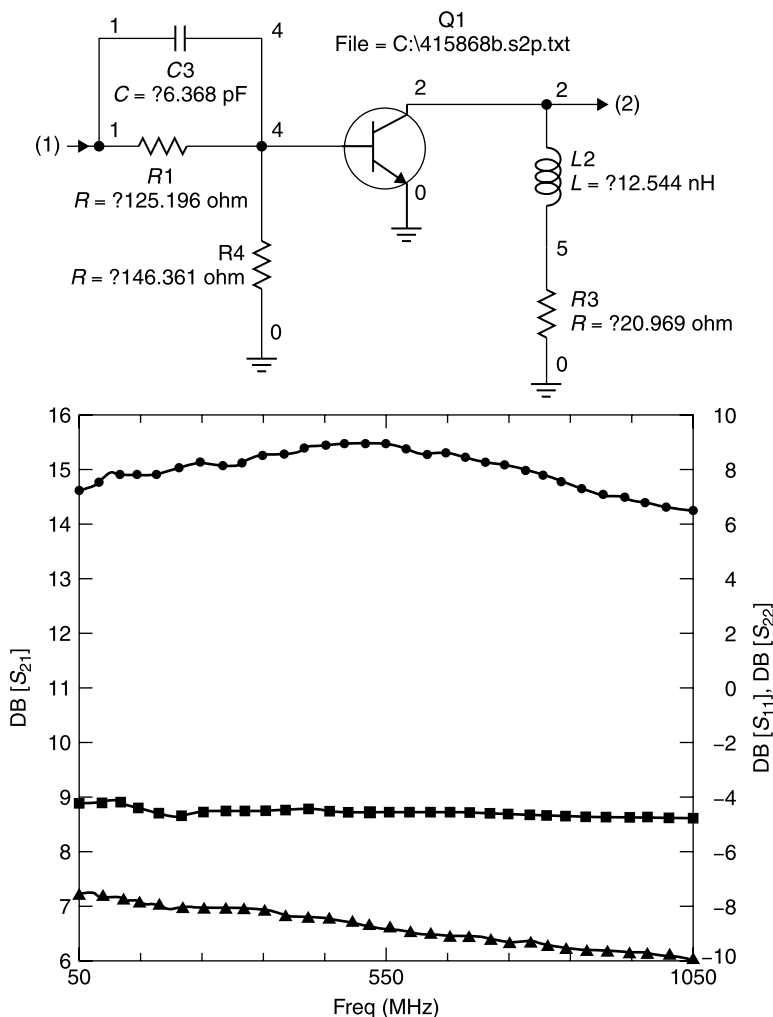 Q1
File = C:\415868b.s2p.txt
1
4
C3
C = ?6.368 pF
2
2
(2)
(1)
1
4
R1
R = ?125.196 ohm
0
L2
L = ?12.544 nH
R4
R = ?146.361 ohm
5
R3
R = ?20.969 ohm
0
0
16
15
14
13
12
11
10
9
8
7
6
DB [S21]
10
8
6
4
2
0
−2
−4
−6
−8
−10
DB [S11], DB [S22]
50
550
1050
Freq (MHz)